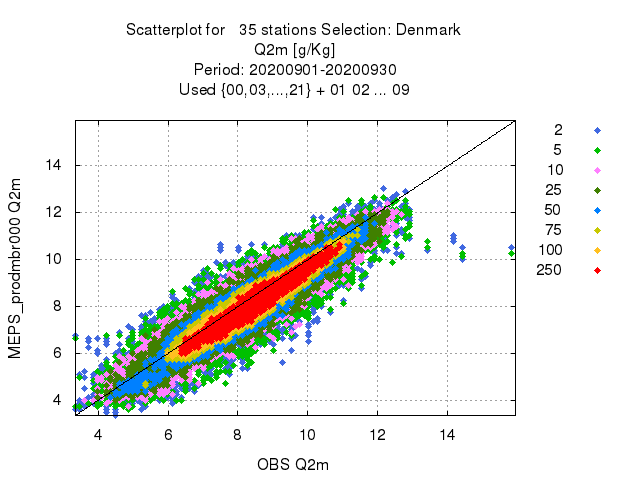 Scatterplot for 35 stations Selection: Denmark
Q2m [g/Kg]
Period: 20200901-20200930
Used {00,03,...,21} + 01 02 ... 09
2
5
10
25
50
75
100
250
14
12
10
8
6
4
MEPS_prodmbr000 Q2m
4 6 8 10 12 14
OBS Q2m